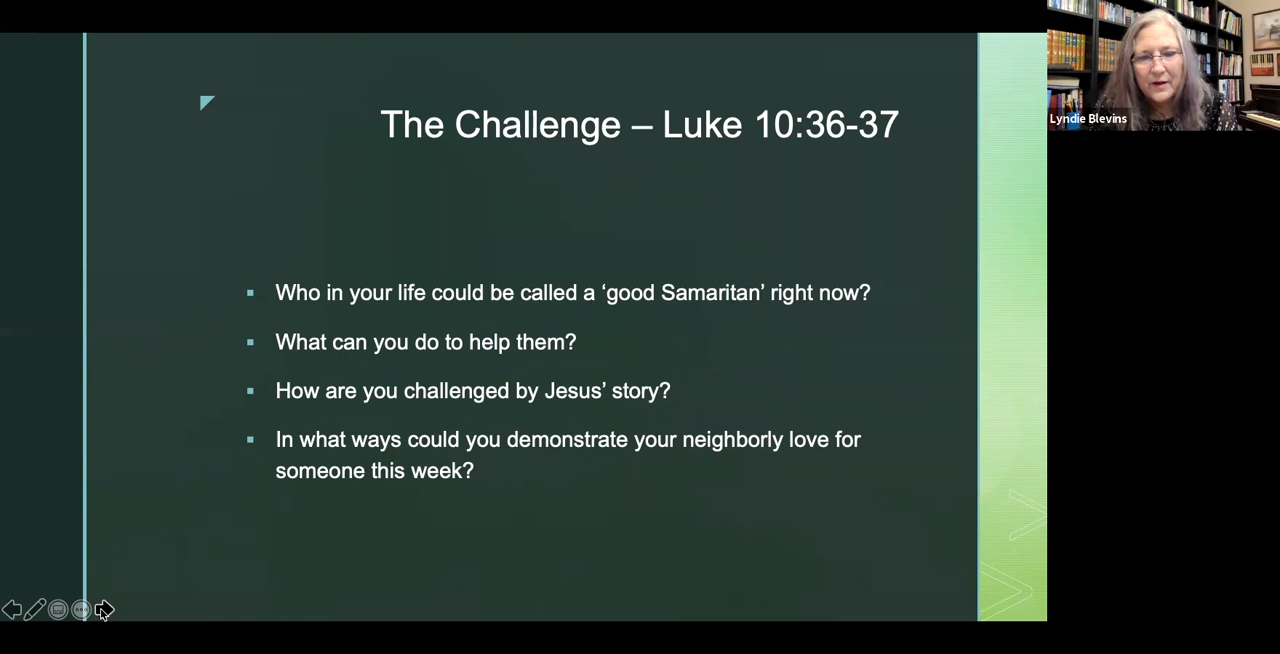 The Challenge – Luke 10:36-37
Lyndie Blevins
Who in your life could be called a ‘good Samaritan’ right now?
What can you do to help them?
How are you challenged by Jesus’ story?
In what ways could you demonstrate your neighborly love for
someone this week?